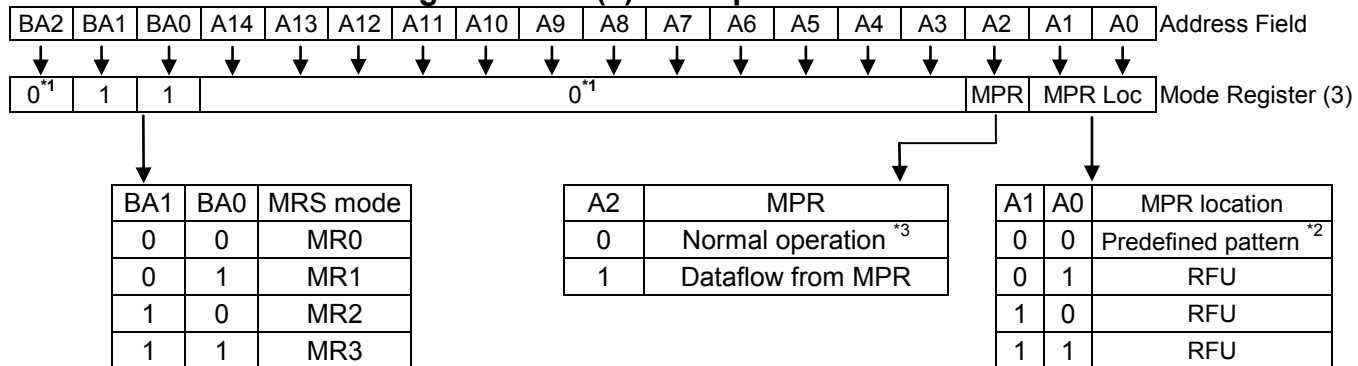 BA2 BA1 BA0 A14 A13 A12 A11 A10 A9 A8 A7 A6 A5 A4 A3 A2 A1 A0 Address Field
0*1 1 1 0*1 MPR MPR Loc Mode Register (3)
BA1 BA0 MRS mode
0 0 MR0
0 1 MR1
1 0 MR2
1 1 MR3
A2 MPR
0 Normal operation *3
1 Dataflow from MPR
A1 A0 MPR location
0 0 Predefined pattern *2
0 1 RFU
1 0 RFU
1 1 RFU